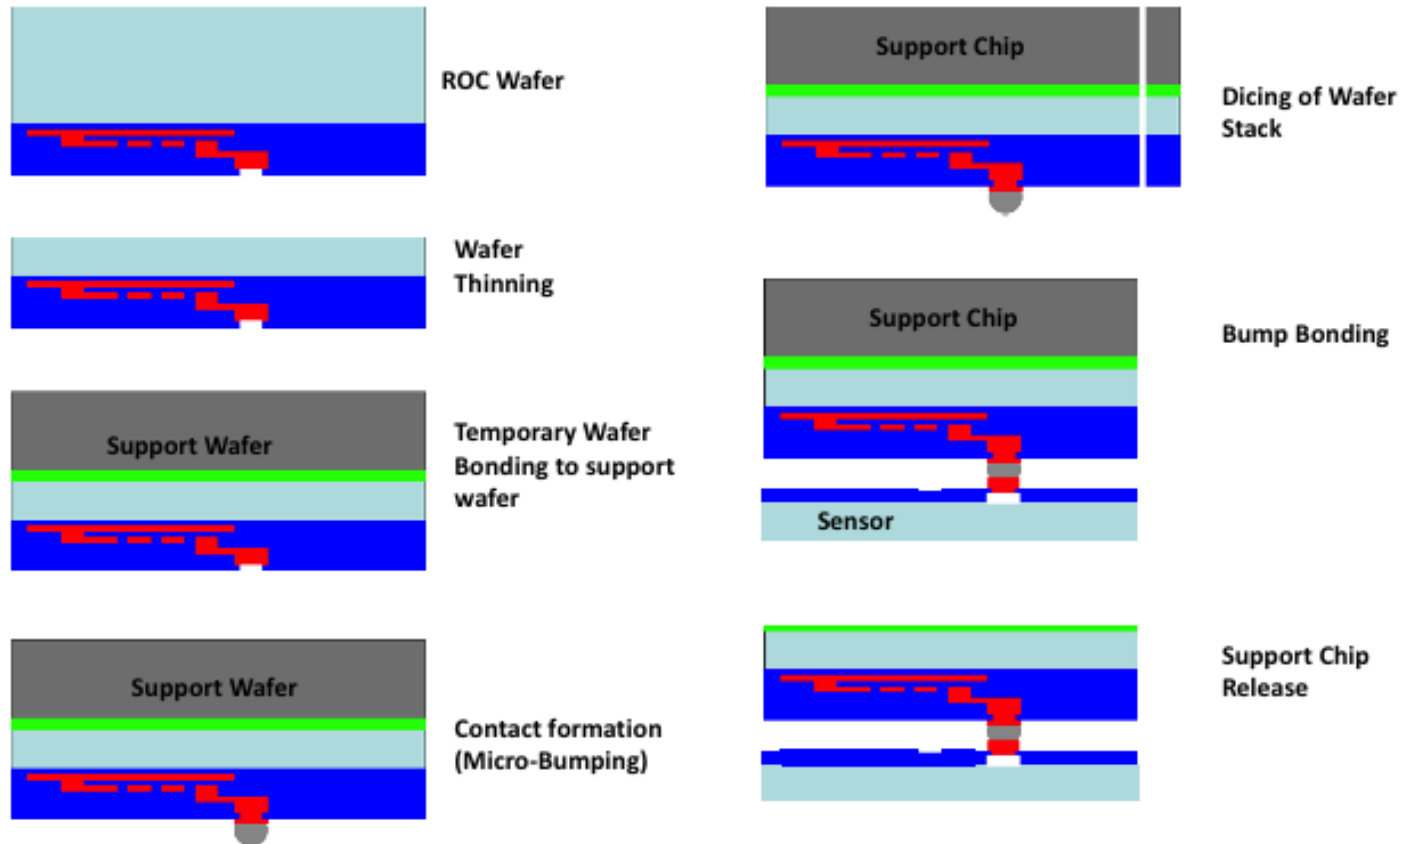 ROC Wafer
Wafer
Thinning
Support Wafer
Temporary Wafer
Bonding to support
wafer
Support Wafer
Contact formation
(Micro-Bumping)
Support Chip
Dicing of Wafer
Stack
Support Chip
Bump Bonding
Sensor
Support Chip
Release